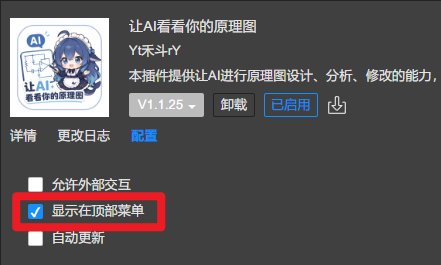 让AI看看你的原理图
AI
让AI
看看你的原理图
Yt禾斗rY
本插件提供让AI进行原理图设计、分析、修改的能力，
V1.1.25 卸载 已启用
详情 更改日志 配置
允许外部交互
显示在顶部菜单
自动更新